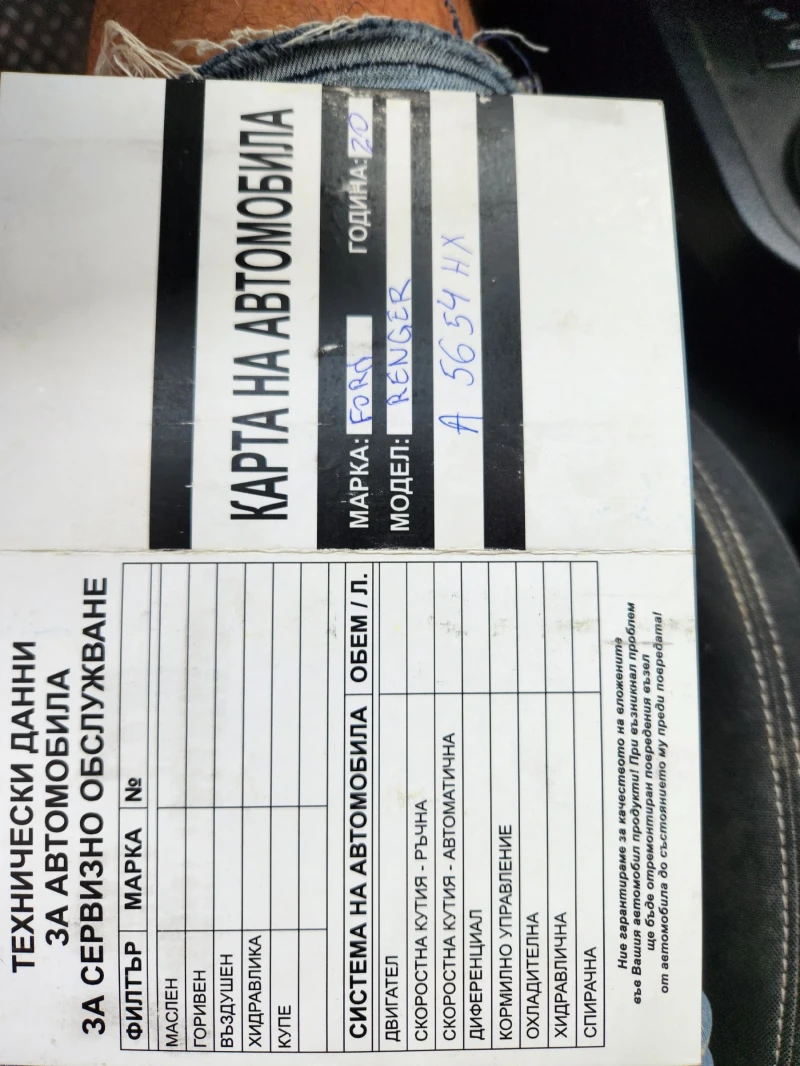 ТЕХНИЧЕСКИ ДАННИ
ЗА АВТОМОБИЛА
ЗА СЕРВИЗНО ОБСЛУЖВАНЕ
ФИЛТЪР МАРКА №
МАСЛЕН
ГОРИВЕН
ВЪЗДУШЕН
ХИДРАВЛИКА
КУПЕ
СИСТЕМА НА АВТОМОБИЛА ОБЕМ / Л.
ДВИГАТЕЛ
СКОРОСТНА КУТИЯ - РЪЧНА
СКОРОСТНА КУТИЯ - АВТОМАТИЧНА
ДИФЕРЕНЦИАЛ
КОРМИЛНО УПРАВЛЕНИЕ
ОХЛАДИТЕЛНА
ХИДРАВЛИЧНА
СПИРАЧНА
Ние гарантираме за качеството на вложените
във Вашия автомобил продукти! При възникнал проблем
ще бъде отремонтиран повредения възел
от автомобила до състоянието му преди повредата!
КАРТА НА АВТОМОБИЛА
МАРКА: FORD ГОДИНА: 20
МОДЕЛ: RENGER
А 5654 НХ